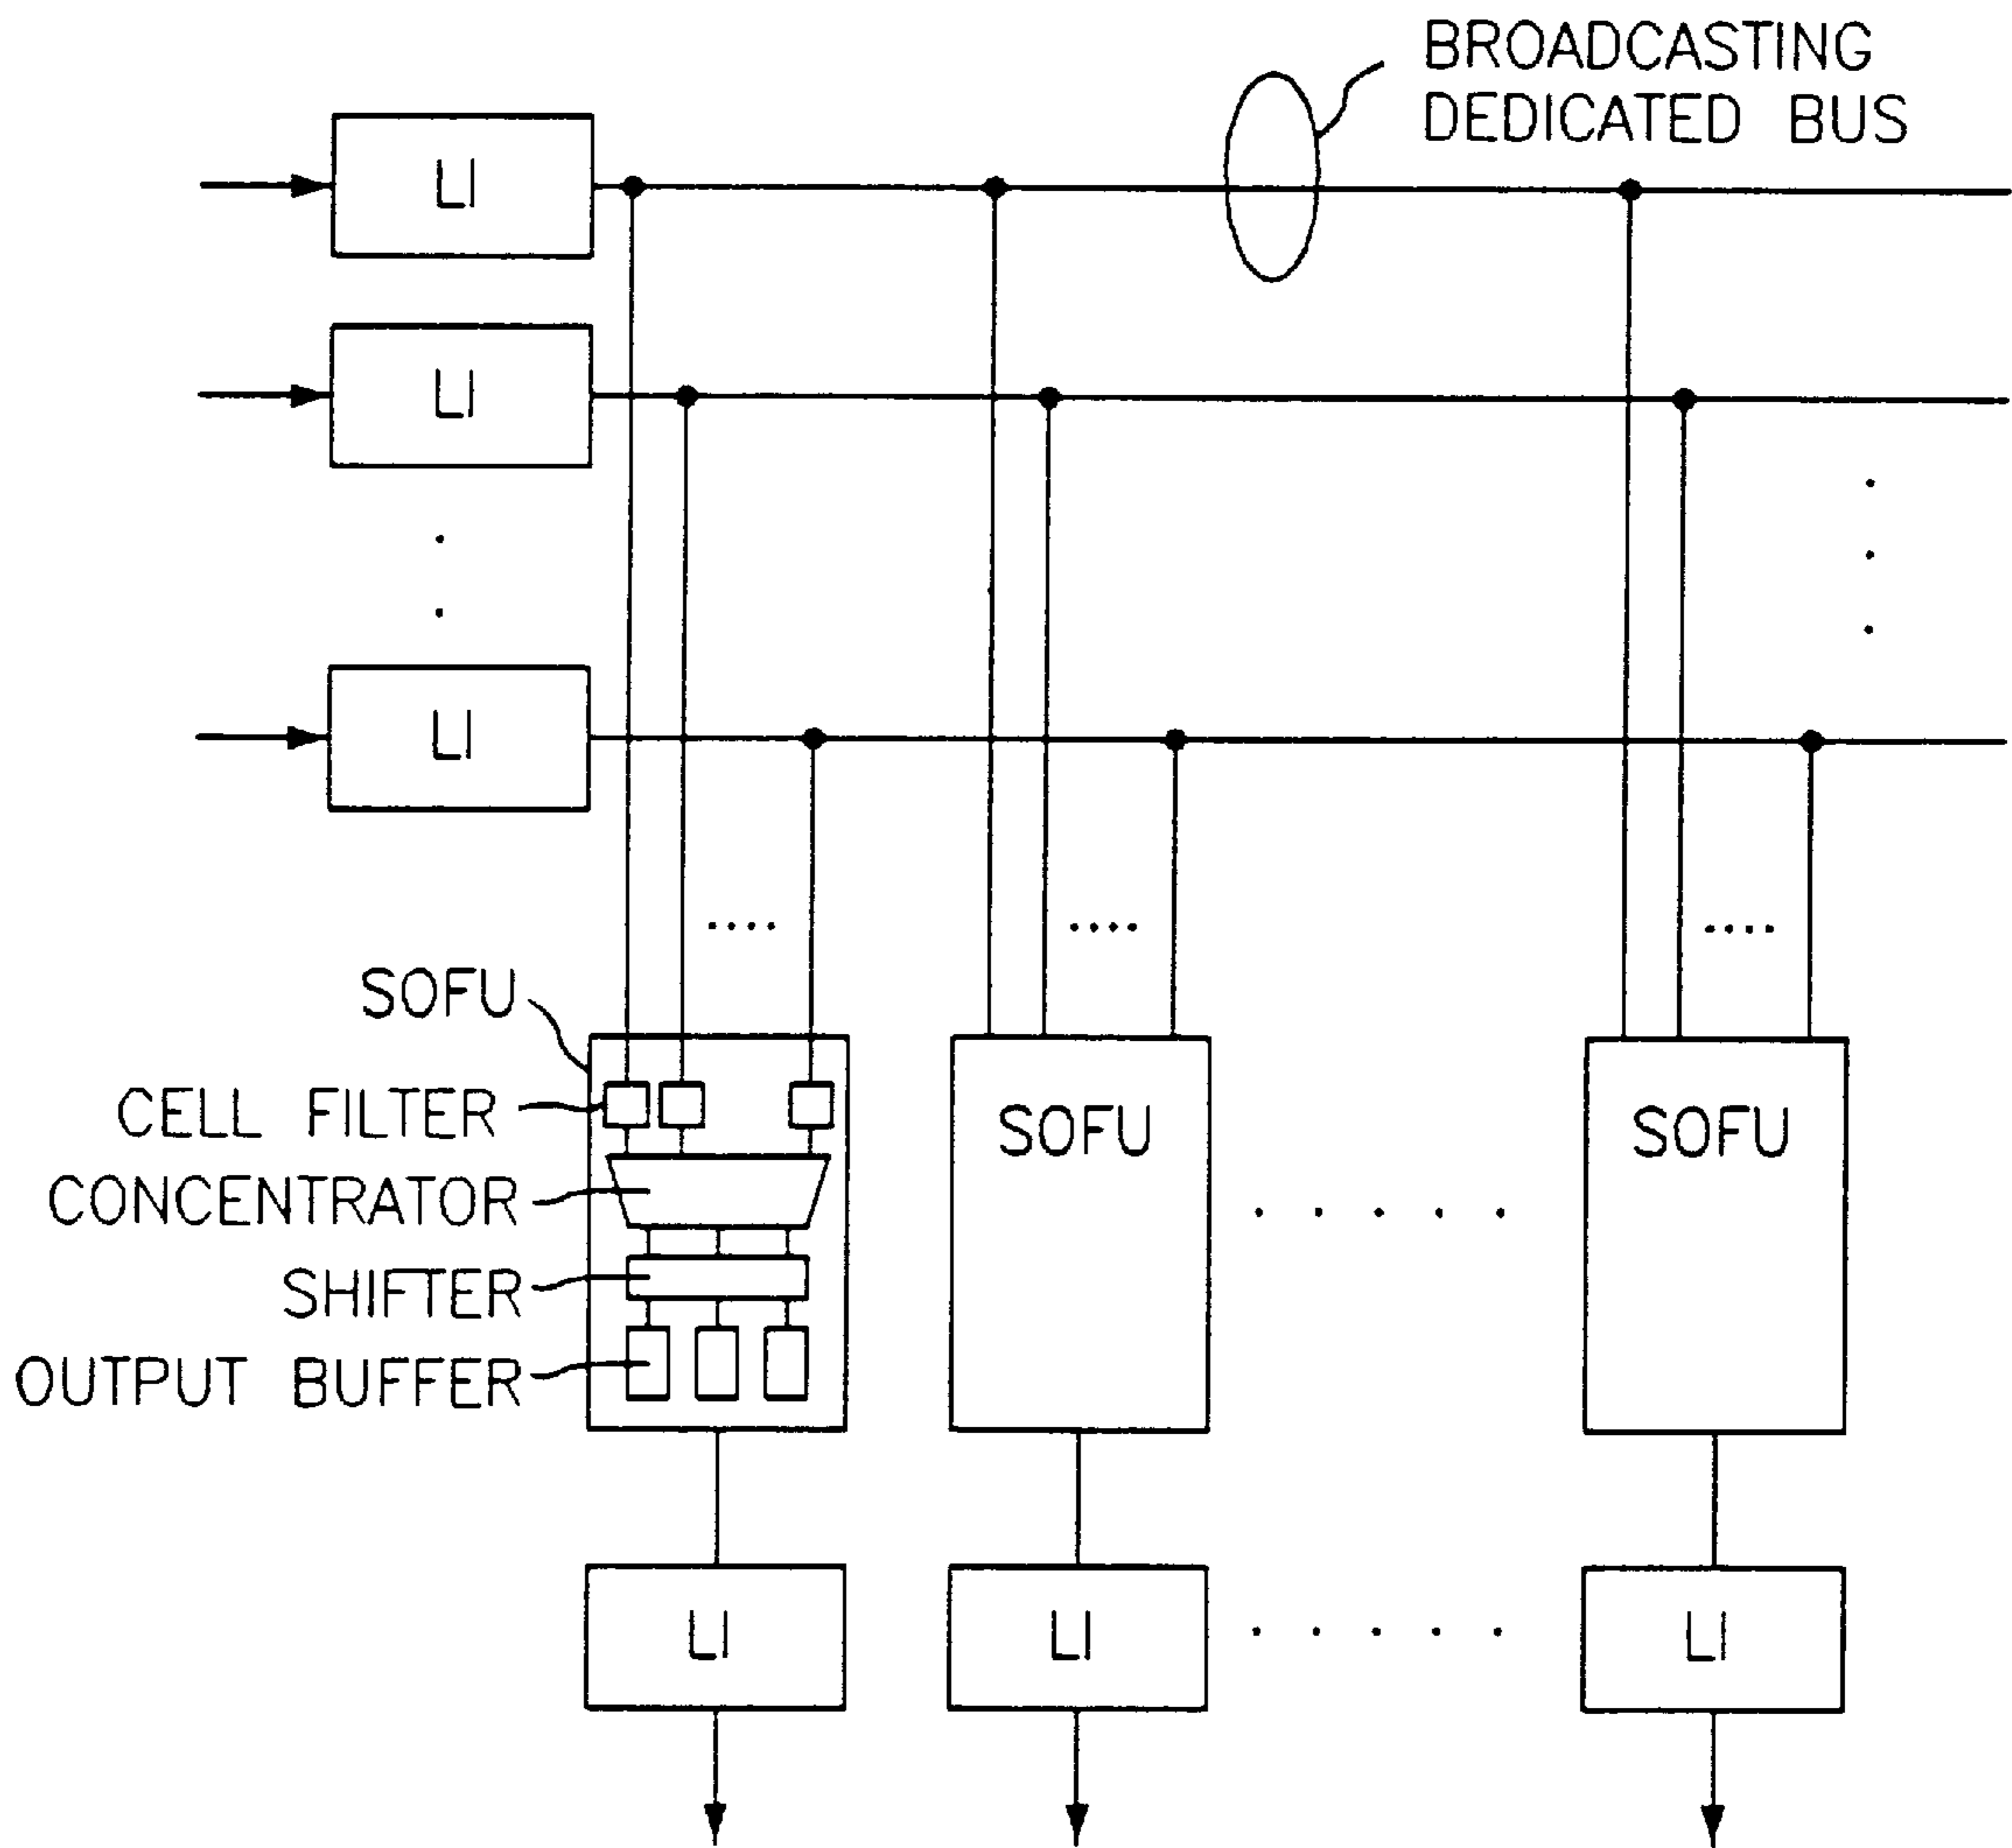 BROADCASTING
DEDICATED BUS
LI
LI
LI
SOFU
CELL FILTER
CONCENTRATOR
SHIFTER
OUTPUT BUFFER
SOFU
SOFU
LI
LI
LI